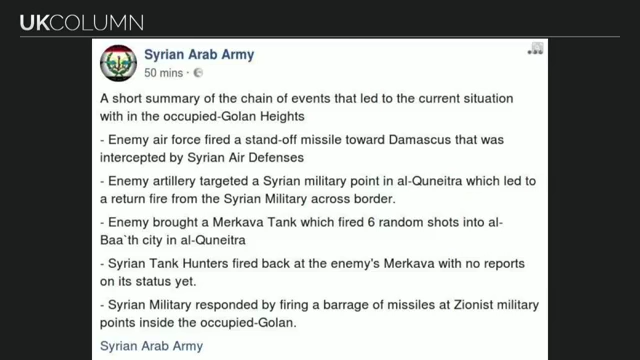 UKCOLUMN
Syrian Arab Army
50 mins ·
A short summary of the chain of events that led to the current situation
with in the occupied-Golan Heights
- Enemy air force fired a stand-off missile toward Damascus that was
intercepted by Syrian Air Defenses
- Enemy artillery targeted a Syrian military point in al-Quneitra which led to
a return fire from the Syrian Military across border.
- Enemy brought a Merkava Tank which fired 6 random shots into al-
Baa`th city in al-Quneitra
- Syrian Tank Hunters fired back at the enemy's Merkava with no reports
on its status yet.
- Syrian Military responded by firing a barrage of missiles at Zionist military
points inside the occupied-Golan.
Syrian Arab Army